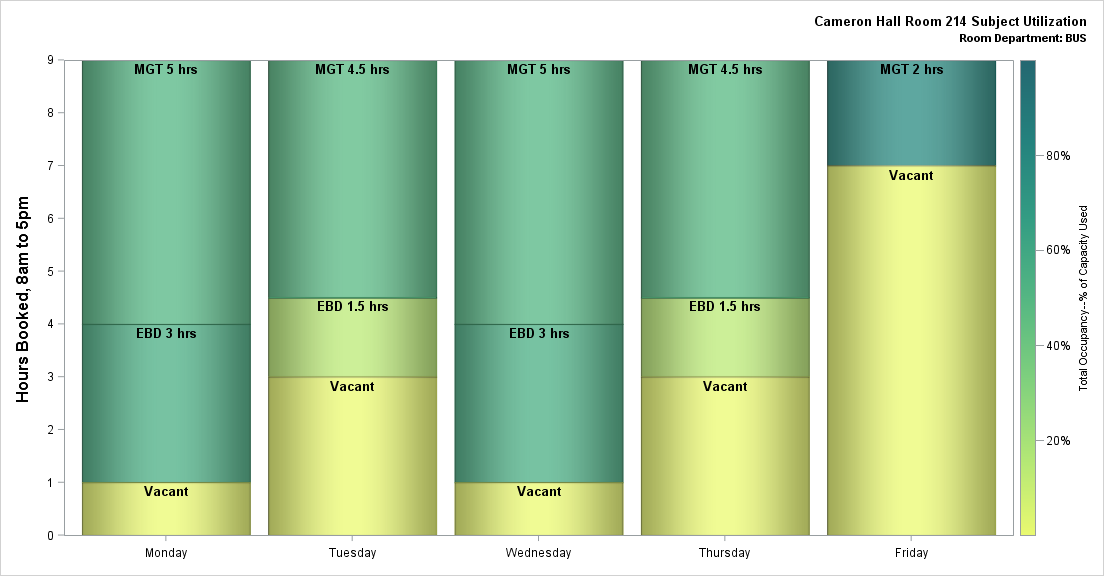 Cameron Hall Room 214 Subject Utilization
Room Department: BUS
Hours Booked, 8am to 5pm
9
8
7
6
5
4
3
2
1
0
MGT 5 hrs
EBD 3 hrs
Vacant
MGT 4.5 hrs
EBD 1.5 hrs
Vacant
MGT 5 hrs
EBD 3 hrs
Vacant
MGT 4.5 hrs
EBD 1.5 hrs
Vacant
MGT 2 hrs
Vacant
Monday
Tuesday
Wednesday
Thursday
Friday
80%
60%
40%
20%
Total Occupancy--% of Capacity Used